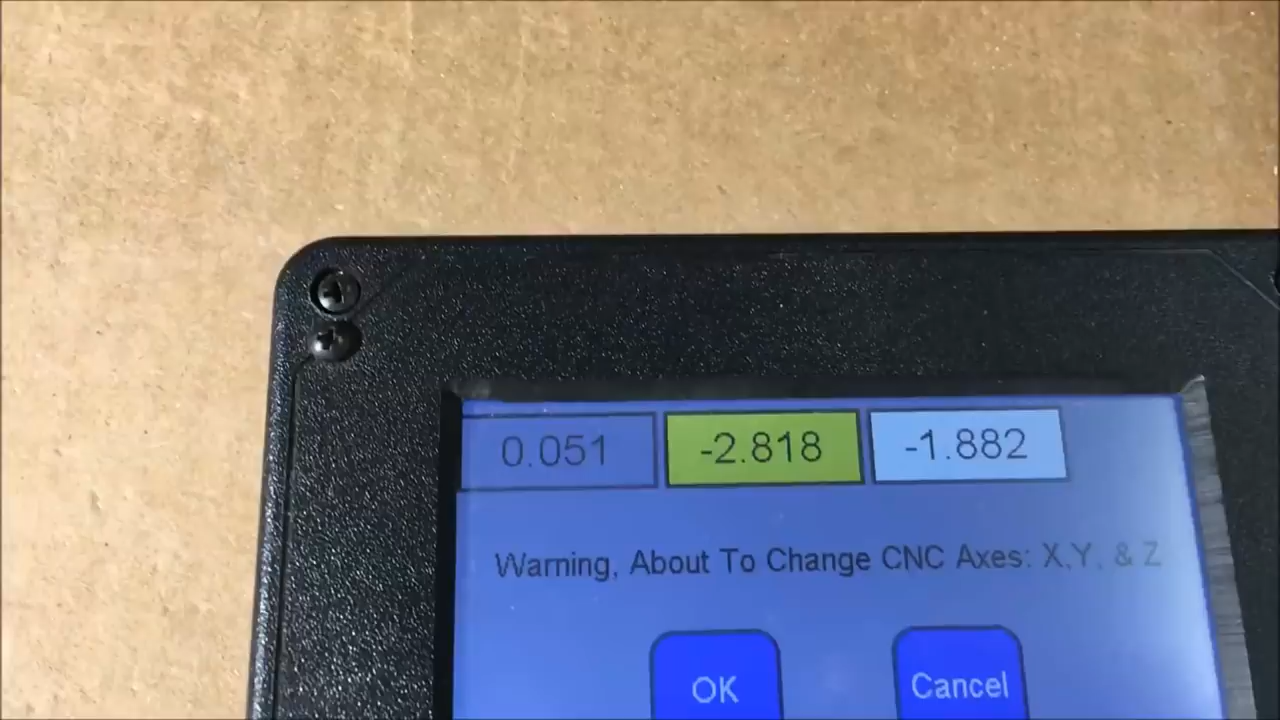 0.051 -2.818 -1.882
Warning, About To Change CNC Axes: X,Y, & Z
OK Cancel